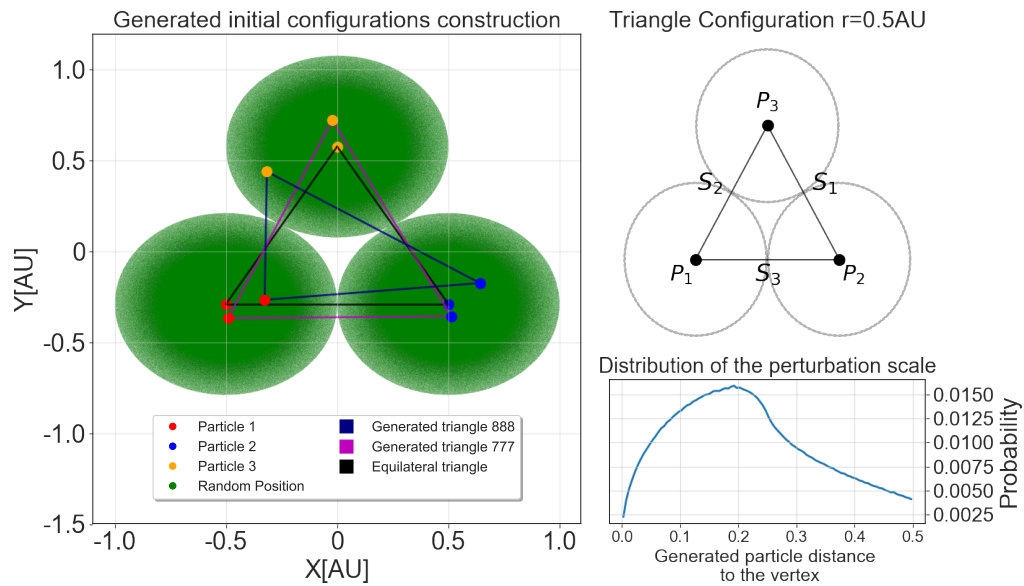 Generated initial configurations construction
1.0
0.5
0
-0.5
-1.0
-1.5
Y[AU]
-1.0
-0.5
0.0
0.5
1.0
X[AU]
Particle 1
Particle 2
Particle 3
Random Position
Generated triangle 888
Generated triangle 777
Equilateral triangle
Triangle Configuration r=0.5AU
P3
S2
S1
P1
S3
P2
Distribution of the perturbation scale
0.0150
0.0125
0.0100
0.0075
0.0050
0.0025
Probability
0.0
0.1
0.2
0.3
0.4
0.5
Generated particle distance
to the vertex